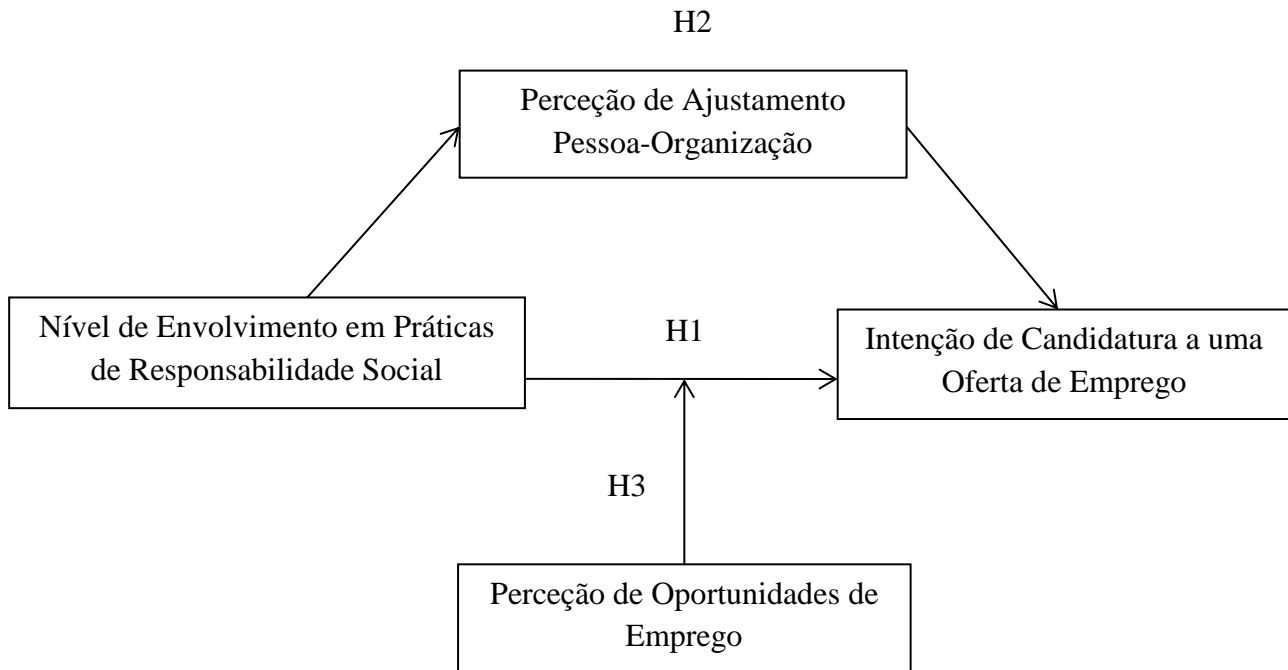 H2
Perceção de Ajustamento
Pessoa-Organização
Nível de Envolvimento em Práticas
de Responsabilidade Social
H1
Intenção de Candidatura a uma
Oferta de Emprego
H3
Perceção de Oportunidades de
Emprego